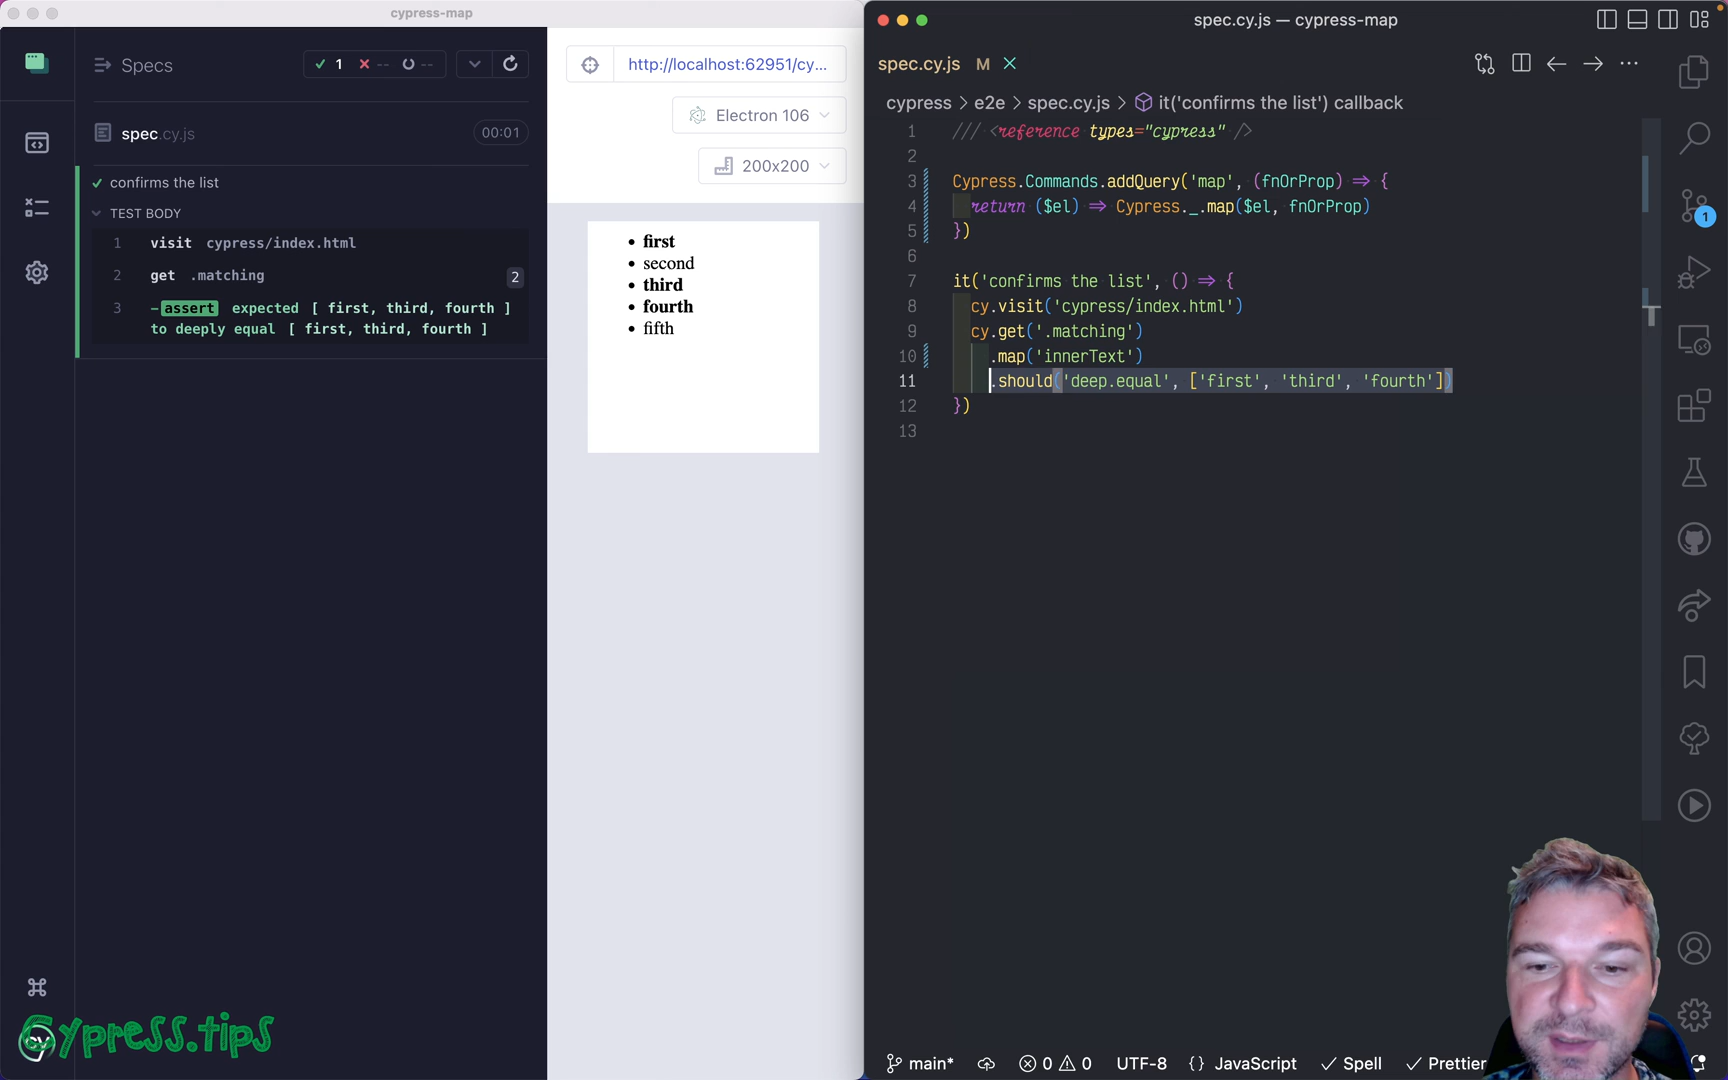 cypress-map
Specs
1
--
--
spec.cy.js
00:01
confirms the list
TEST BODY
1 visit cypress/index.html
2 get .matching 2
3 -assert expected [ first, third, fourth ]
to deeply equal [ first, third, fourth ]
cy
Cypress.tips
http://localhost:62951/cy...
Electron 106
200x200
first
second
third
fourth
fifth
spec.cy.js — cypress-map
spec.cy.js M
cypress > e2e > spec.cy.js > it('confirms the list') callback
1 /// <reference types="cypress" />
2
3 Cypress.Commands.addQuery('map', (fnOrProp) => {
4 return ($el) => Cypress._.map($el, fnOrProp)
5 })
6
7 it('confirms the list', () => {
8 cy.visit('cypress/index.html')
9 cy.get('.matching')
10 .map('innerText')
11 .should('deep.equal', ['first', 'third', 'fourth'])
12 })
13
1
main* 0 0 UTF-8 {} JavaScript Spell Prettier